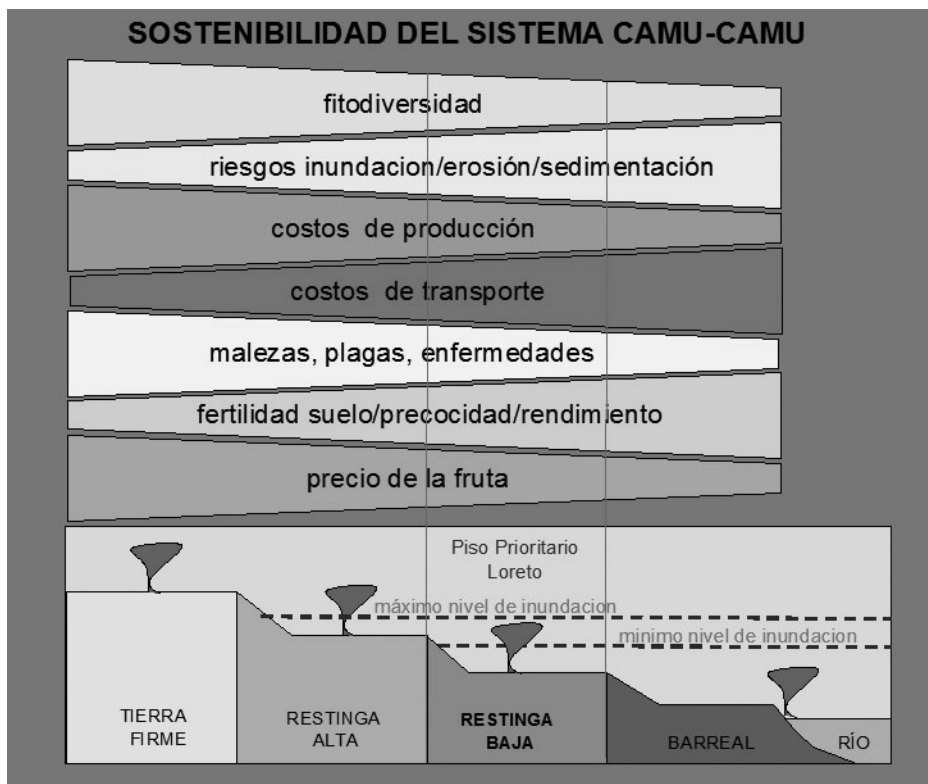 SOSTENIBILIDAD DEL SISTEMA CAMU-CAMU
fitodiversidad
riesgos inundacion/erosión/sedimentación
costos de producción
costos de transporte
malezas, plagas, enfermedades
fertilidad suelo/precocidad/rendimiento
precio de la fruta
Piso Prioritario
Loreto
máximo nivel de inundacion
minimo nivel de inundacion
TIERRA
FIRME
RESTINGA
ALTA
RESTINGA
BAJA
BARREAL
RÍO